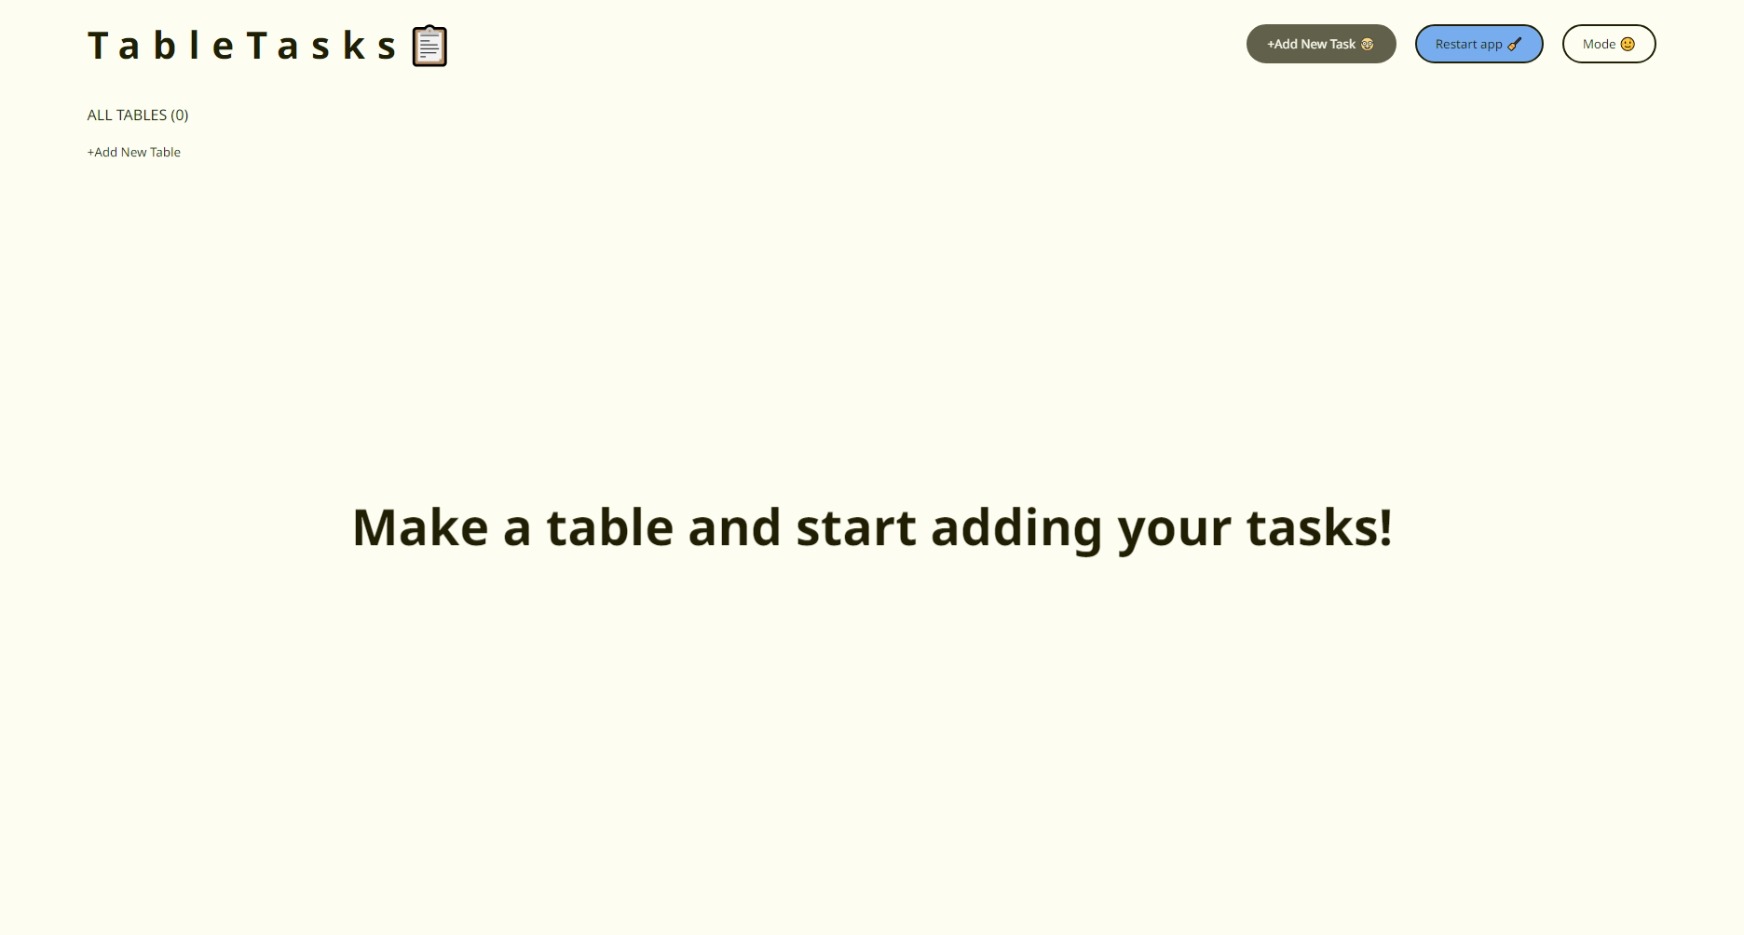 TableTasks
+Add New Task
Restart app
Mode
ALL TABLES (0)
+Add New Table
Make a table and start adding your tasks!